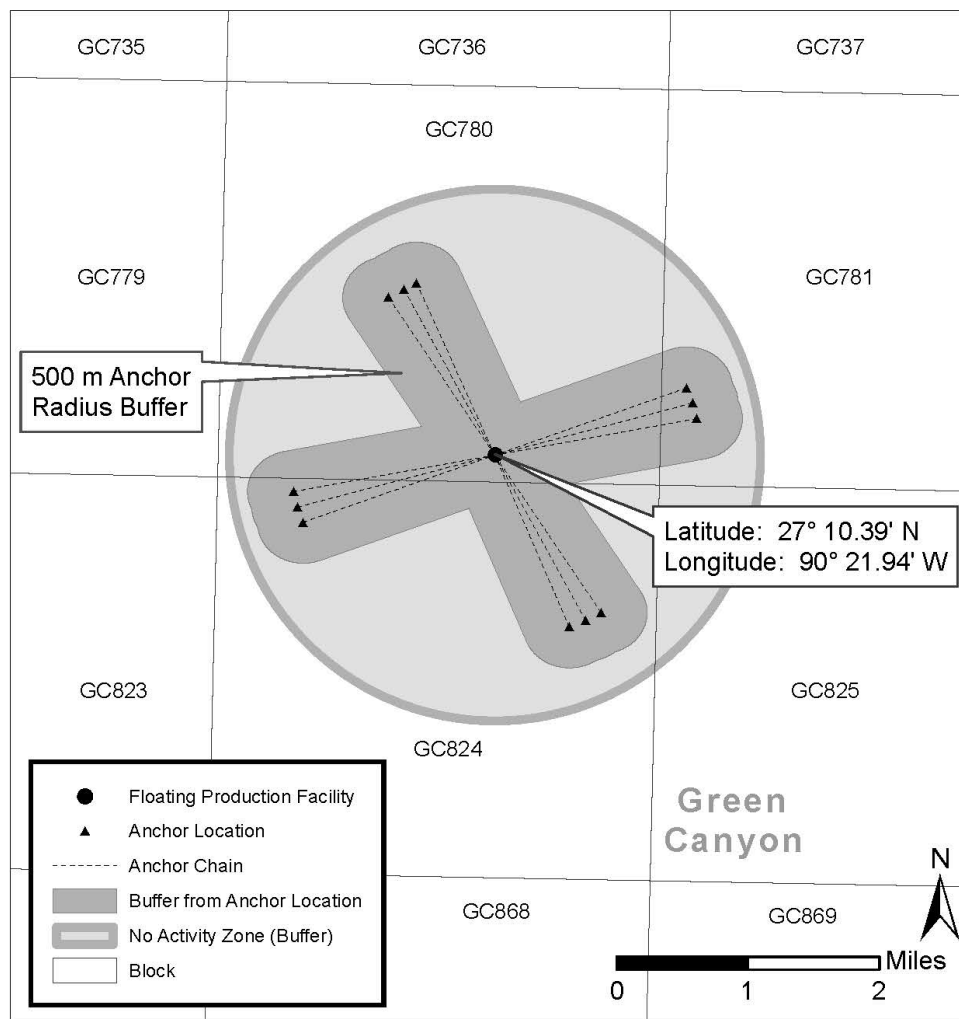 GC735
GC736
GC737
GC780
GC779
GC781
500 m Anchor
Radius Buffer
Latitude:  27° 10.39' N
Longitude:  90° 21.94' W
GC823
GC825
GC824
Floating Production Facility
Anchor Location
Anchor Chain
Buffer from Anchor Location
No Activity Zone (Buffer)
Block
Green
Canyon
N
GC868
GC869
Miles
0 1 2